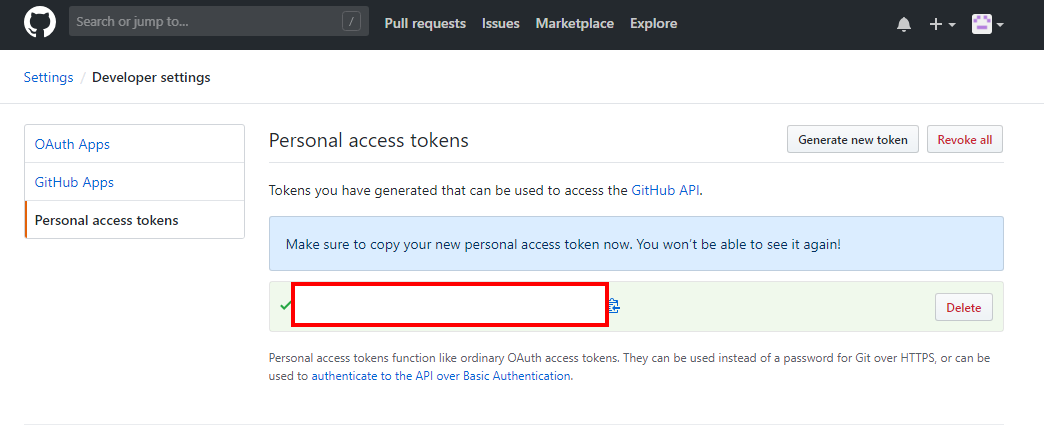 Search or jump to... /
Pull requests Issues Marketplace Explore
Settings / Developer settings
OAuth Apps
GitHub Apps
Personal access tokens
Personal access tokens
Generate new token
Revoke all
Tokens you have generated that can be used to access the GitHub API.
Make sure to copy your new personal access token now. You won't be able to see it again!
Delete
Personal access tokens function like ordinary OAuth access tokens. They can be used instead of a password for Git over HTTPS, or can be
used to authenticate to the API over Basic Authentication.